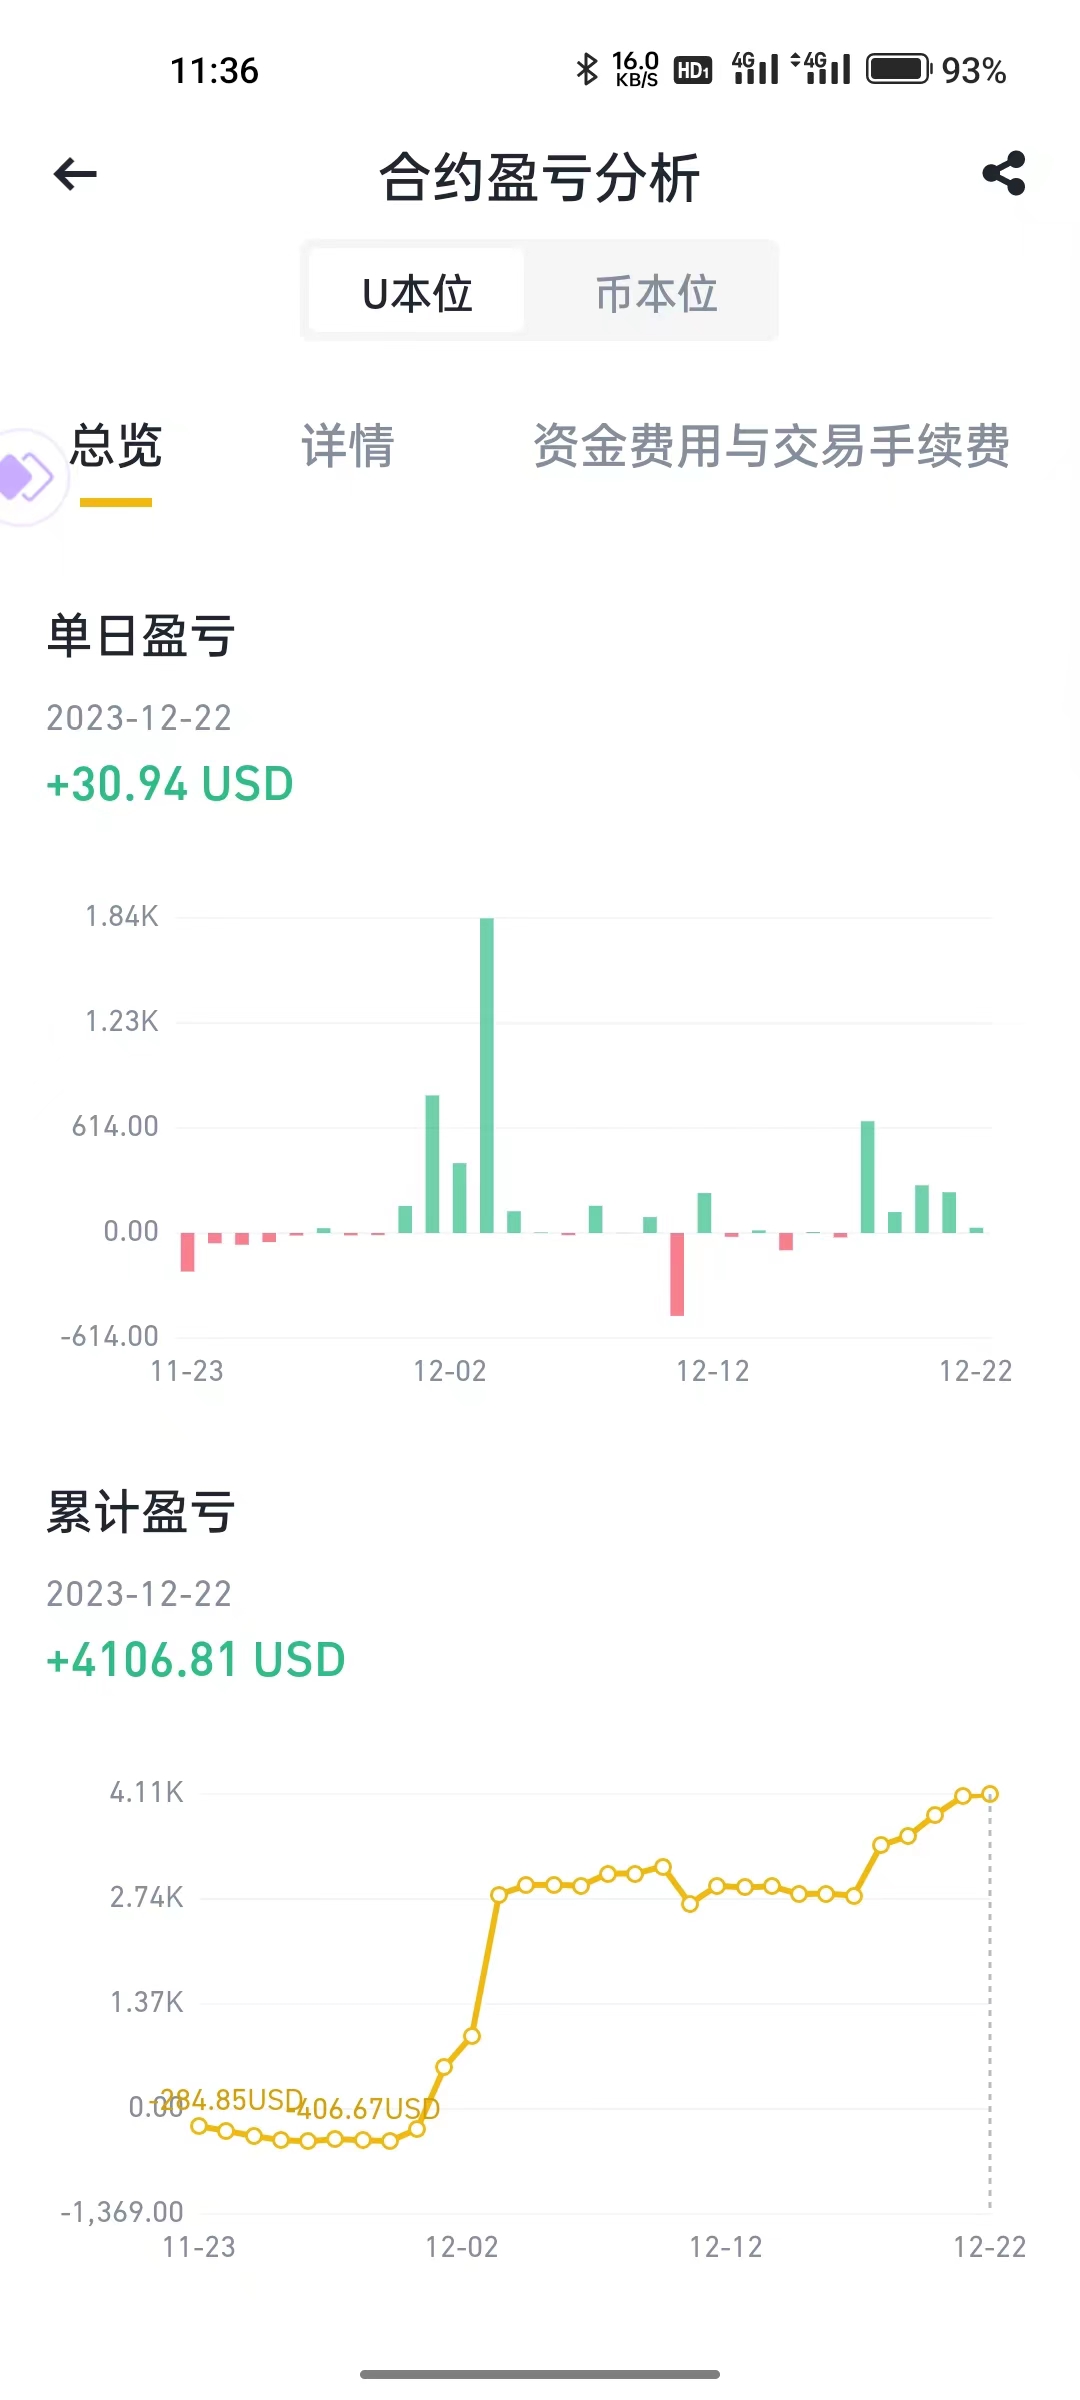 11:36 16.0 KB/S HD1 4G 4G 93%
合约盈亏分析
U本位 币本位
总览 详情 资金费用与交易手续费
单日盈亏
2023-12-22
+30.94 USD
1.84K
1.23K
614.00
0.00
-614.00
11-23 12-02 12-12 12-22
累计盈亏
2023-12-22
+4106.81 USD
4.11K
2.74K
1.37K
0.00 -284.85USD -406.67USD
-1,369.00
11-23 12-02 12-12 12-22